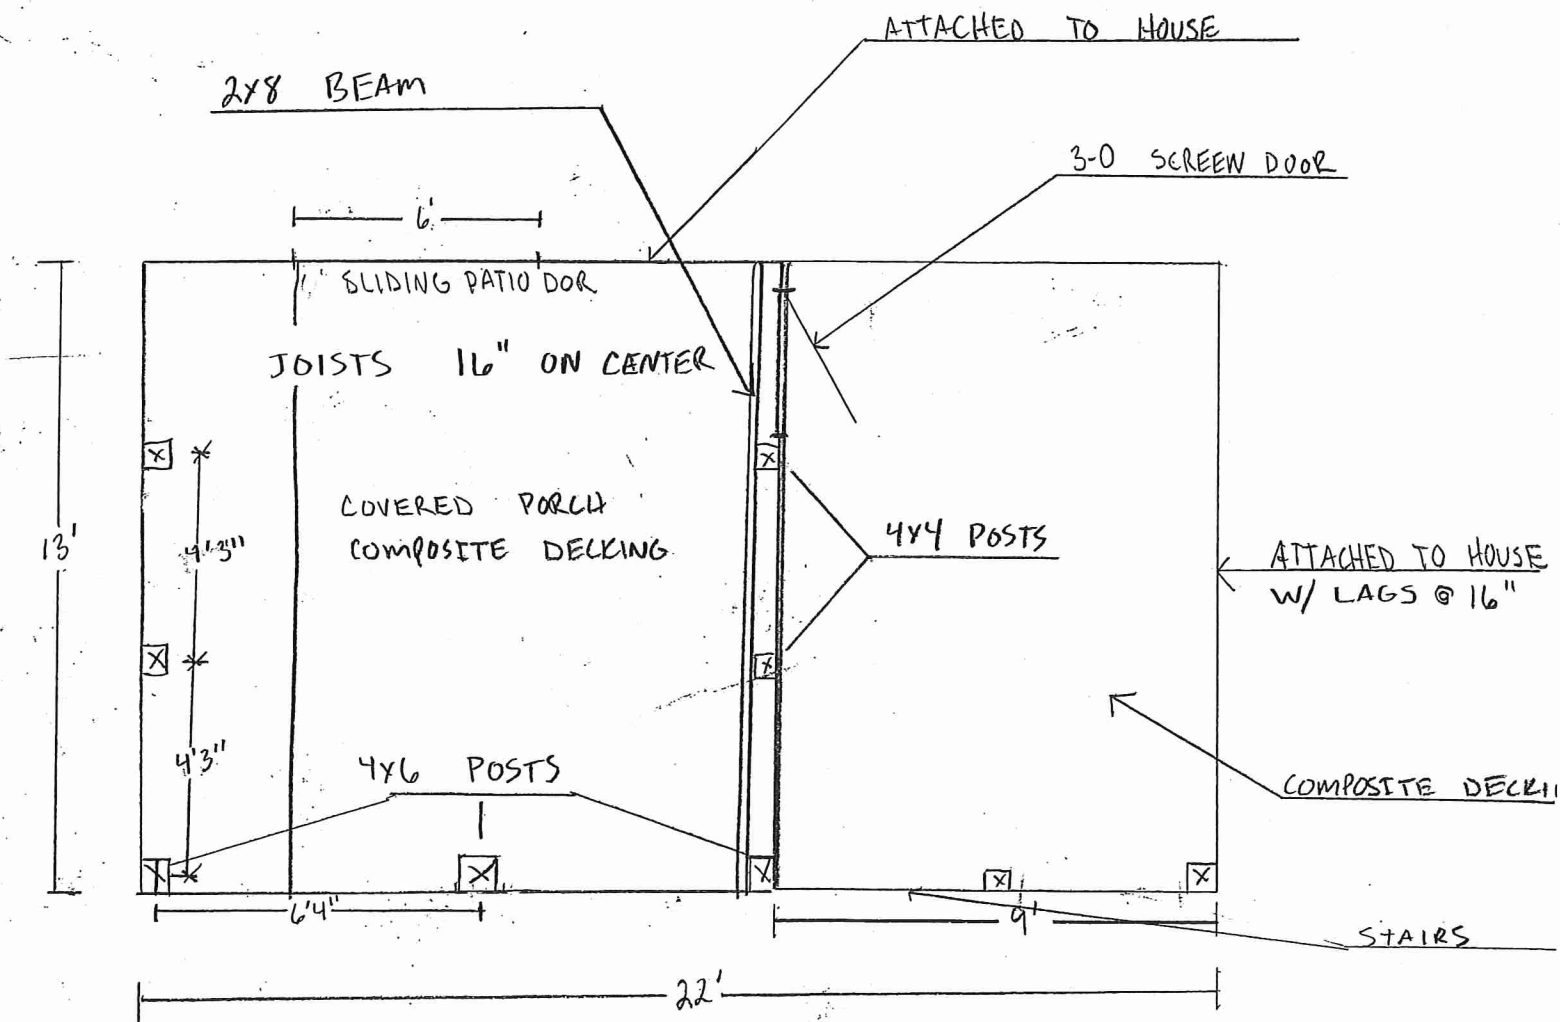 ATTACHED TO HOUSE
2x8 BEAM
3-0 SCREEN DOOR
6'
SLIDING PATIO DOR
JOISTS 16" ON CENTER
COVERED PORCH
COMPOSITE DECKING
13'
4'3"
4X4 POSTS
ATTACHED TO HOUSE
W/ LAGS @ 16"
4'3"
4X6 POSTS
COMPOSITE DECKI
X
X
X
X
X
X
X
X
X
6'4"
9'
STAIRS
22'